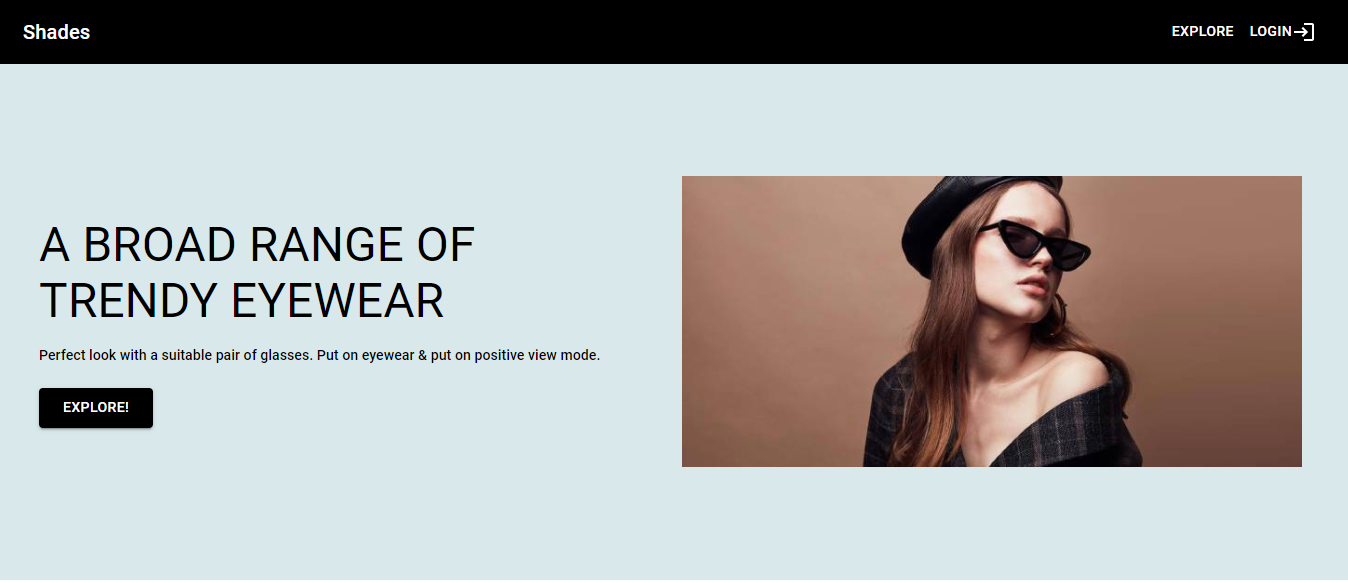 Shades
EXPLORE
LOGIN
A BROAD RANGE OF
TRENDY EYEWEAR
Perfect look with a suitable pair of glasses. Put on eyewear & put on positive view mode.
EXPLORE!